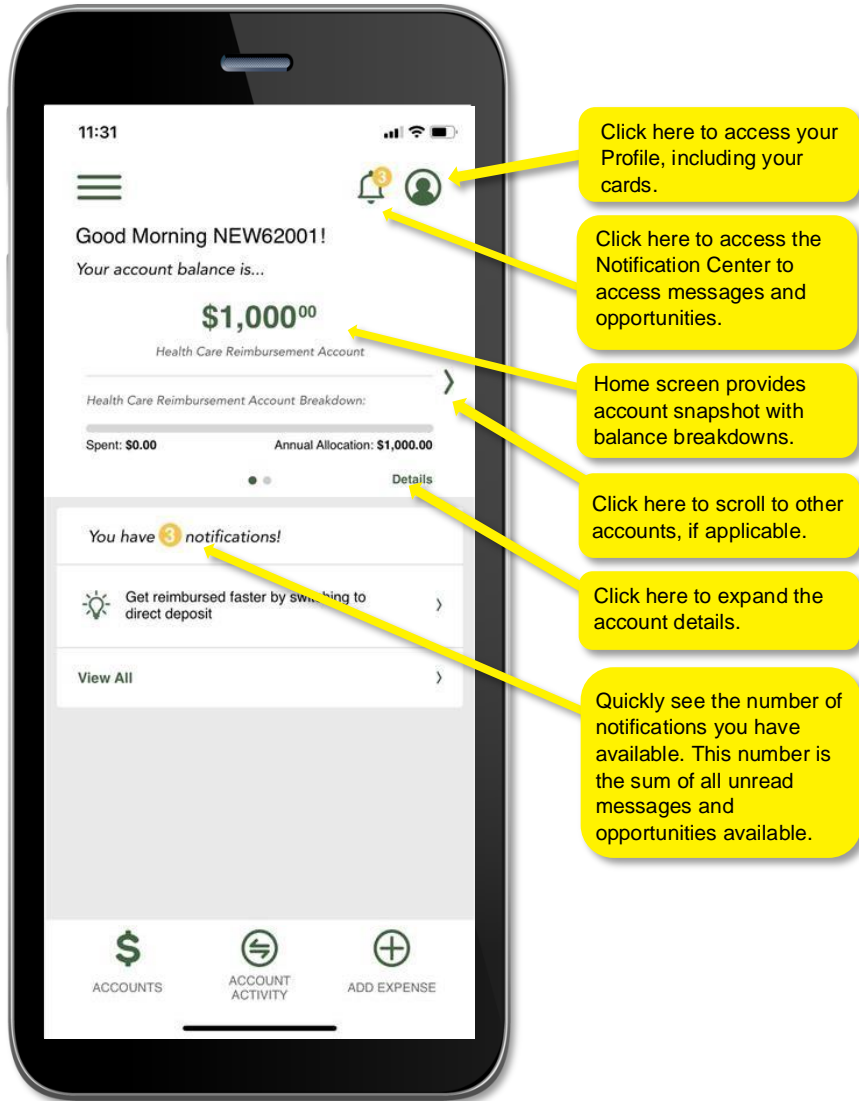 11:31
3
Good Morning NEW62001!
Your account balance is...
$1,000⁰⁰
Health Care Reimbursement Account
Health Care Reimbursement Account Breakdown:
Spent: $0.00 Annual Allocation: $1,000.00
Details
You have 3 notifications!
Get reimbursed faster by switching to
direct deposit
View All
$
ACCOUNTS
ACCOUNT
ACTIVITY
ADD EXPENSE
Click here to access your
Profile, including your
cards.
Click here to access the
Notification Center to
access messages and
opportunities.
Home screen provides
account snapshot with
balance breakdowns.
Click here to scroll to other
accounts, if applicable.
Click here to expand the
account details.
Quickly see the number of
notifications you have
available. This number is
the sum of all unread
messages and
opportunities available.